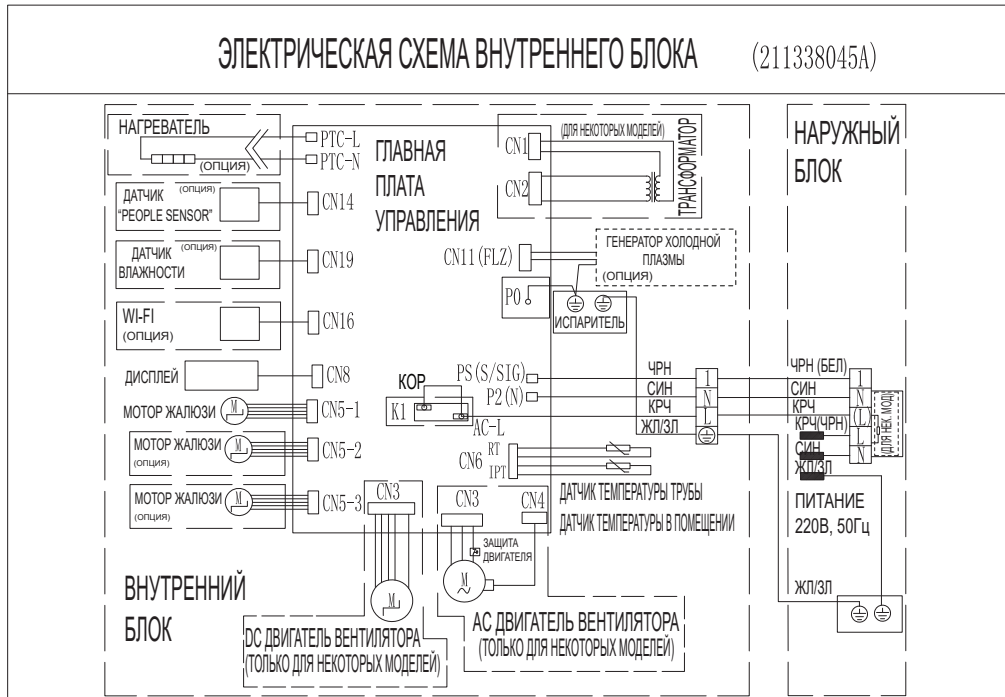 ЭЛЕКТРИЧЕСКАЯ СХЕМА ВНУТРЕННЕГО БЛОКА (211338045A)
НАГРЕВАТЕЛЬ
(ОПЦИЯ)
PTC-L
PTC-N
ГЛАВНАЯ
ПЛАТА
УПРАВЛЕНИЯ
(ДЛЯ НЕКОТОРЫХ МОДЕЛЕЙ)
CN1
CN2
ТРАНСФОРМАТОР
НАРУЖНЫЙ
БЛОК
ДАТЧИК
(ОПЦИЯ)
"PEOPLE SENSOR"
CN14
ДАТЧИК
(ОПЦИЯ)
ВЛАЖНОСТИ
CN19
CN11(FLZ)
ГЕНЕРАТОР ХОЛОДНОЙ
ПЛАЗМЫ
(ОПЦИЯ)
P0
ИСПАРИТЕЛЬ
WI-FI
(ОПЦИЯ)
CN16
ДИСПЛЕЙ
CN8
КОР
K1
AC-L
PS(S/SIG)
P2(N)
ЧРН
СИН
КРЧ
ЖЛ/ЗЛ
1
N
L
ЧРН (БЕЛ)
СИН
КРЧ
КРЧ(ЧРН)
СИН
ЖЛ/ЗЛ
1
N
(L)
L
N
(ДЛЯ НЕК. МОД)
МОТОР ЖАЛЮЗИ
M
CN5-1
МОТОР ЖАЛЮЗИ
(ОПЦИЯ)
M
CN5-2
МОТОР ЖАЛЮЗИ
(ОПЦИЯ)
M
CN5-3
CN6
RT
IPT
ДАТЧИК ТЕМПЕРАТУРЫ ТРУБЫ
ДАТЧИК ТЕМПЕРАТУРЫ В ПОМЕЩЕНИИ
ПИТАНИЕ
220В, 50Гц
CN3
M
CN3
CN4
ЗАЩИТА
ДВИГАТЕЛЯ
M
ЖЛ/ЗЛ
ВНУТРЕННИЙ
БЛОК
DC ДВИГАТЕЛЬ ВЕНТИЛЯТОРА
(ТОЛЬКО ДЛЯ НЕКОТОРЫХ МОДЕЛЕЙ)
AC ДВИГАТЕЛЬ ВЕНТИЛЯТОРА
(ТОЛЬКО ДЛЯ НЕКОТОРЫХ МОДЕЛЕЙ)